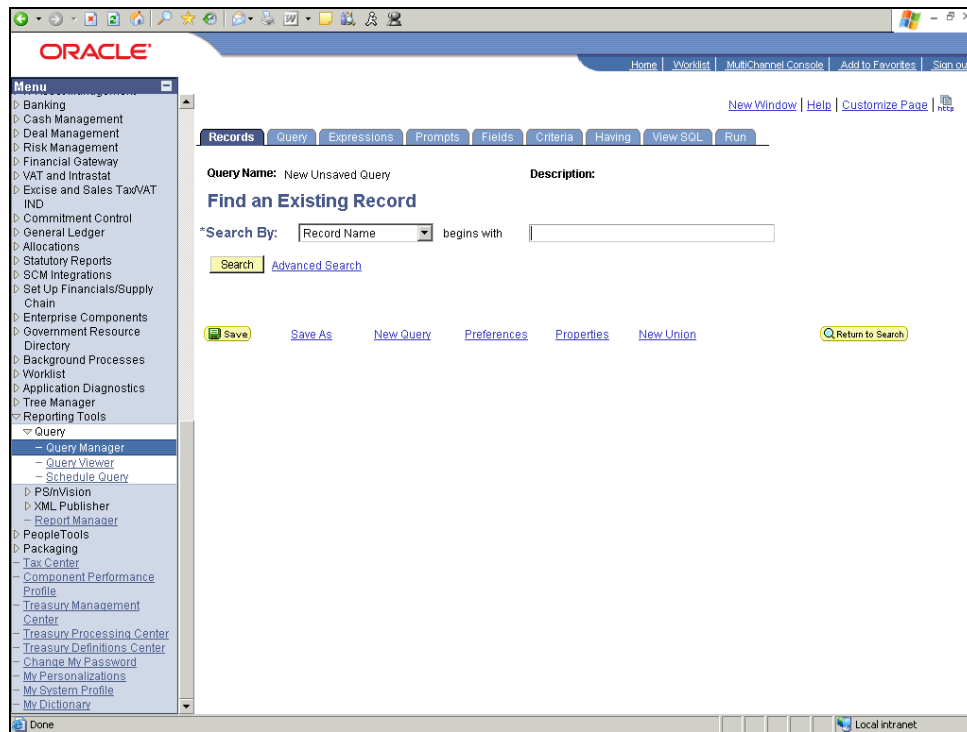 ORACLE
Home | Worklist | MultiChannel Console | Add to Favorites | Sign ou
Menu
Banking
Cash Management
Deal Management
Risk Management
Financial Gateway
VAT and Intrastat
Excise and Sales Tax/VAT
IND
Commitment Control
General Ledger
Allocations
Statutory Reports
SCM Integrations
Set Up Financials/Supply
Chain
Enterprise Components
Government Resource
Directory
Background Processes
Worklist
Application Diagnostics
Tree Manager
Reporting Tools
Query
Query Manager
Query Viewer
Schedule Query
PS/nVision
XML Publisher
Report Manager
PeopleTools
Packaging
Tax Center
Component Performance
Profile
Treasury Management
Center
Treasury Processing Center
Treasury Definitions Center
Change My Password
My Personalizations
My System Profile
My Dictionary
New Window | Help | Customize Page | http
Records Query Expressions Prompts Fields Criteria Having View SQL Run
Query Name: New Unsaved Query Description:
Find an Existing Record
*Search By: Record Name begins with
Search Advanced Search
Save Save As New Query Preferences Properties New Union Return to Search
Done Local intranet